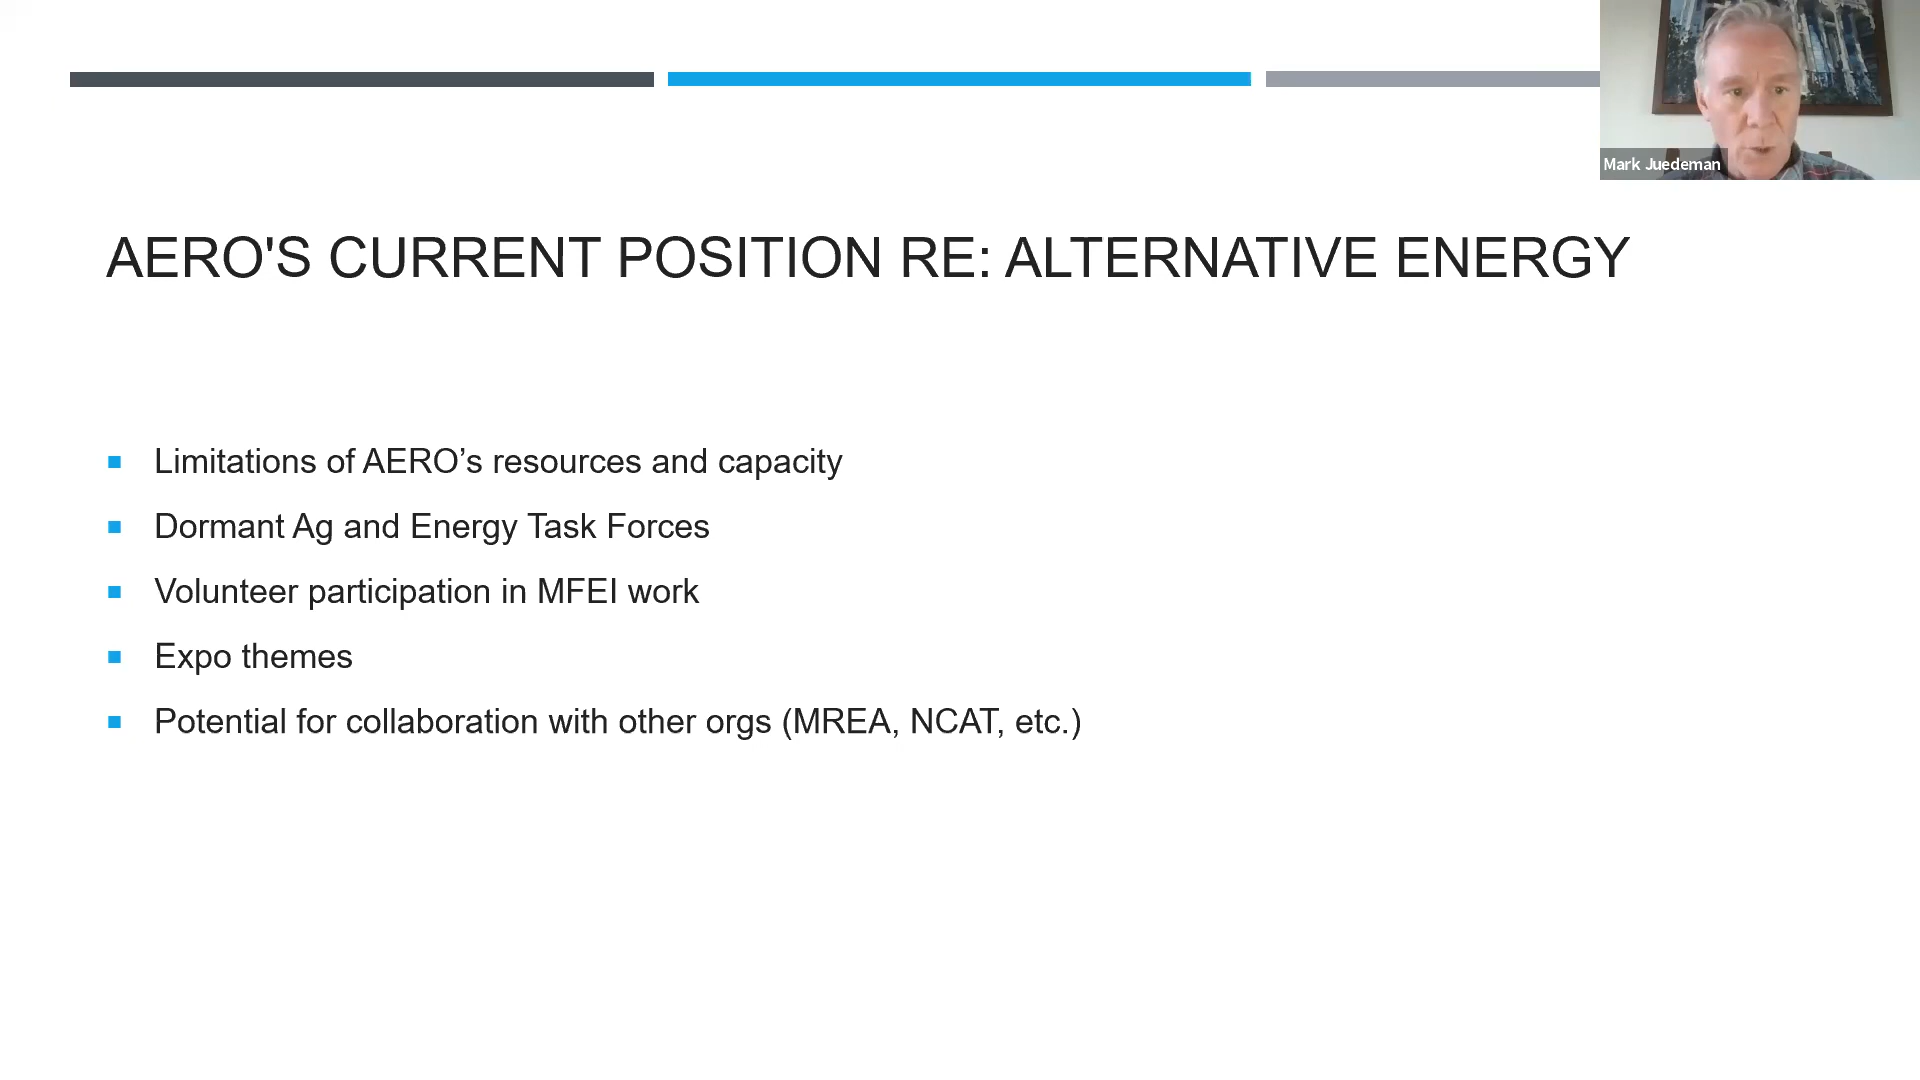 Mark Juedeman
AERO'S CURRENT POSITION RE: ALTERNATIVE ENERGY
Limitations of AERO’s resources and capacity
Dormant Ag and Energy Task Forces
Volunteer participation in MFEI work
Expo themes
Potential for collaboration with other orgs (MREA, NCAT, etc.)